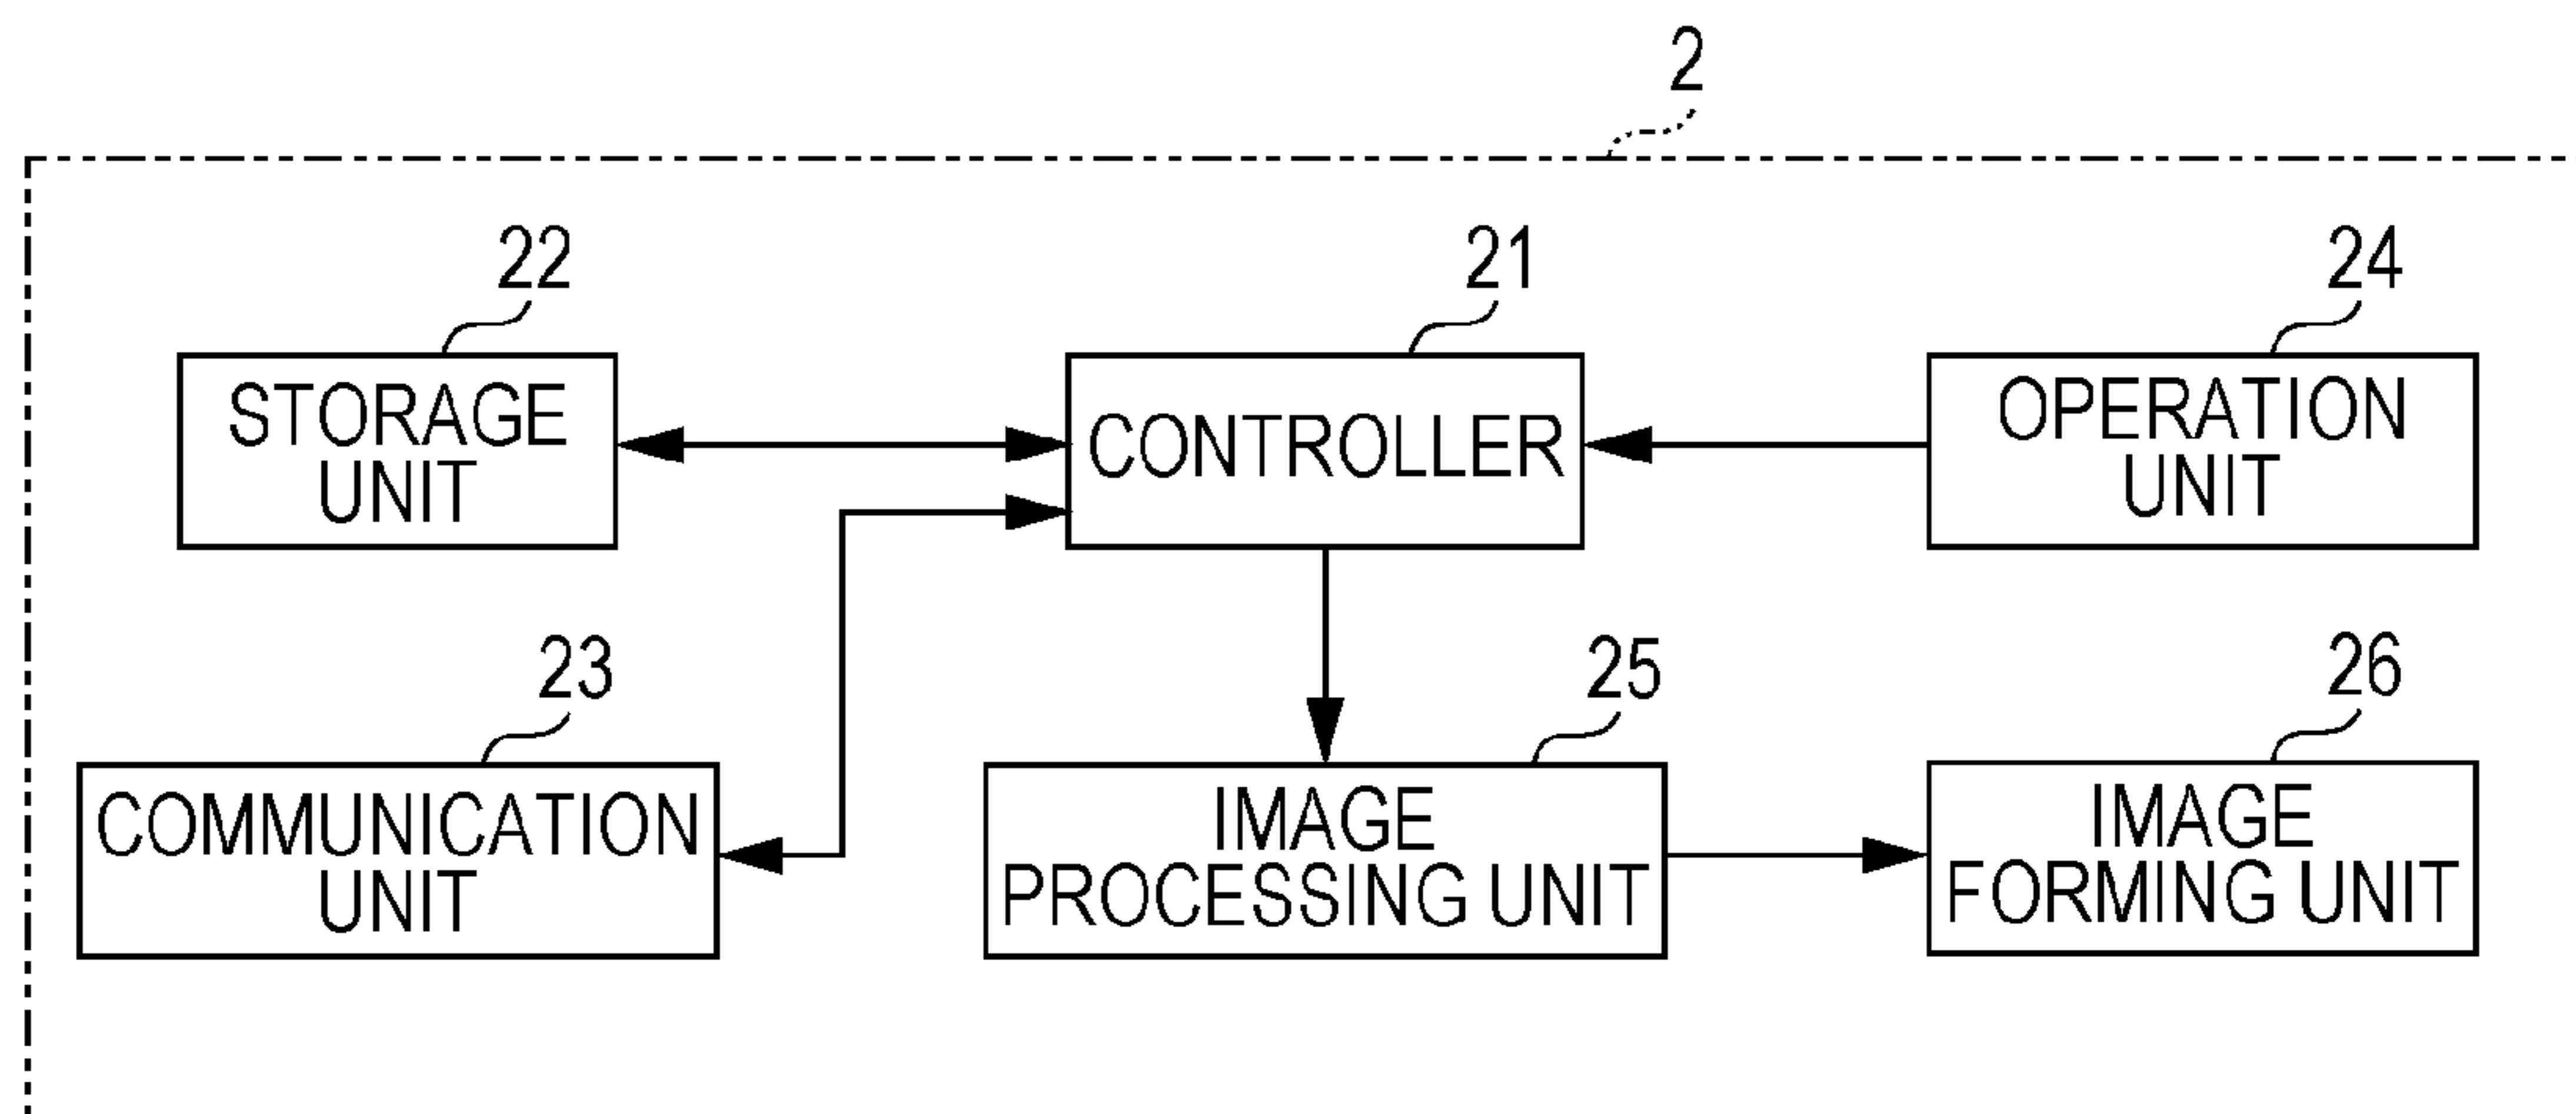 2
22
21
24
STORAGE
UNIT
CONTROLLER
OPERATION
UNIT
23
25
26
COMMUNICATION
UNIT
IMAGE
PROCESSING UNIT
IMAGE
FORMING UNIT